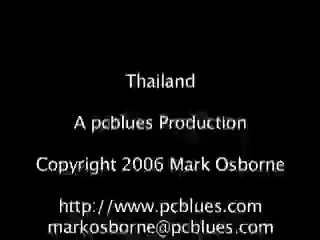 Thailand
A pcblues Production
Copyright 2006 Mark Osborne
http://www.pcblues.com
markosborne@pcblues.com